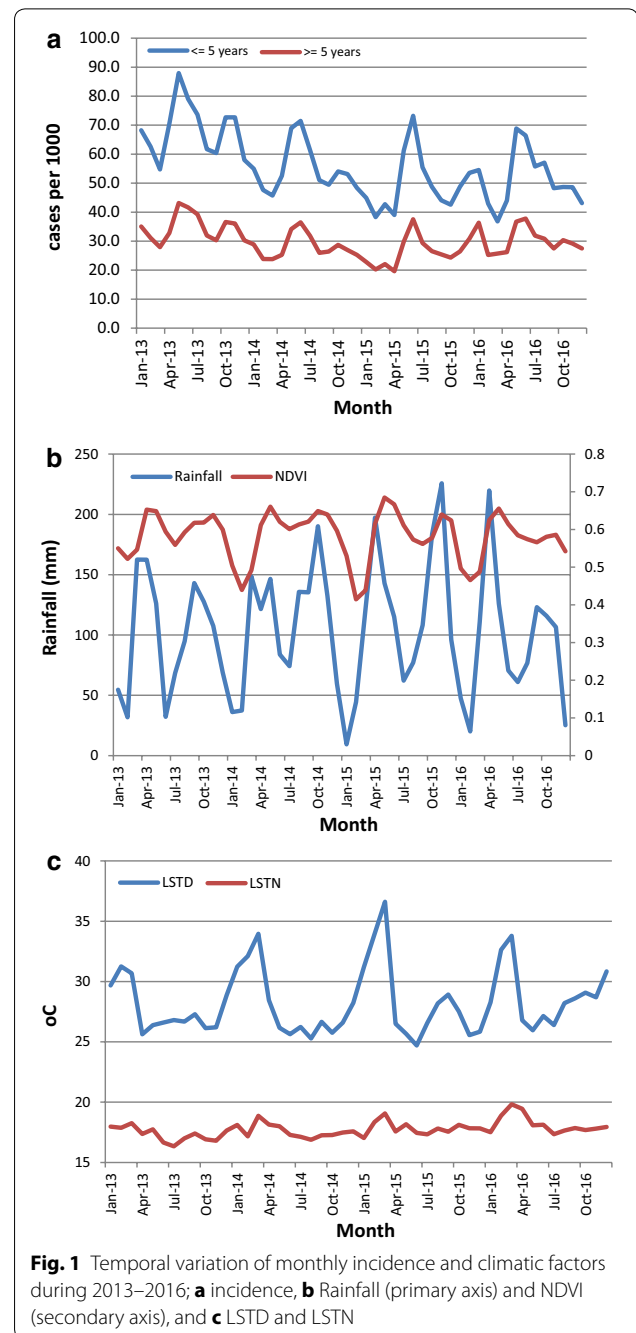 a
100.0
<= 5 years
>= 5 years
90.0
80.0
70.0
60.0
50.0
40.0
30.0
20.0
10.0
0.0
cases per 1000
Jan-13
Apr-13
Jul-13
Oct-13
Jan-14
Apr-14
Jul-14
Oct-14
Jan-15
Apr-15
Jul-15
Oct-15
Jan-16
Apr-16
Jul-16
Oct-16
Month
b
250
Rainfall
NDVI
200
150
100
50
0
Rainfall (mm)
0.8
0.7
0.6
0.5
0.4
0.3
0.2
0.1
0
Jan-13
Apr-13
Jul-13
Oct-13
Jan-14
Apr-14
Jul-14
Oct-14
Jan-15
Apr-15
Jul-15
Oct-15
Jan-16
Apr-16
Jul-16
Oct-16
Month
c
40
LSTD
LSTN
35
30
25
20
15
oC
Jan-13
Apr-13
Jul-13
Oct-13
Jan-14
Apr-14
Jul-14
Oct-14
Jan-15
Apr-15
Jul-15
Oct-15
Jan-16
Apr-16
Jul-16
Oct-16
Month
Fig. 1 Temporal variation of monthly incidence and climatic factors
during 2013–2016; a incidence, b Rainfall (primary axis) and NDVI
(secondary axis), and c LSTD and LSTN